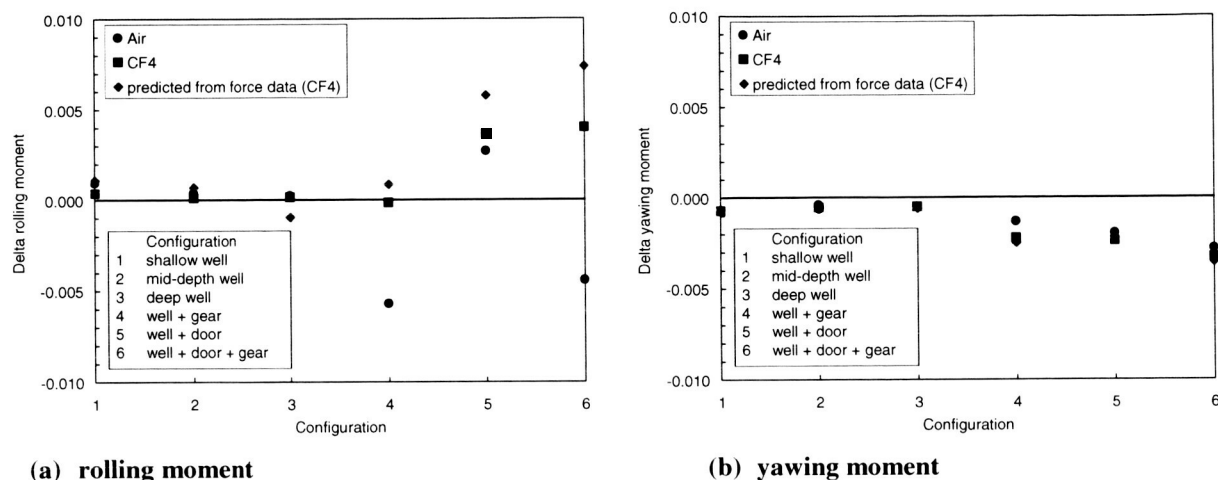 0.010
0.005
0.000
-0.005
-0.010
Delta rolling moment
Air
CF4
predicted from force data (CF4)
Configuration
1 shallow well
2 mid-depth well
3 deep well
4 well + gear
5 well + door
6 well + door + gear
1 2 3 4 5 6
Configuration
(a) rolling moment
0.010
0.005
0.000
-0.005
-0.010
Delta yawing moment
Air
CF4
predicted from force data (CF4)
Configuration
1 shallow well
2 mid-depth well
3 deep well
4 well + gear
5 well + door
6 well + door + gear
1 2 3 4 5 6
Configuration
(b) yawing moment